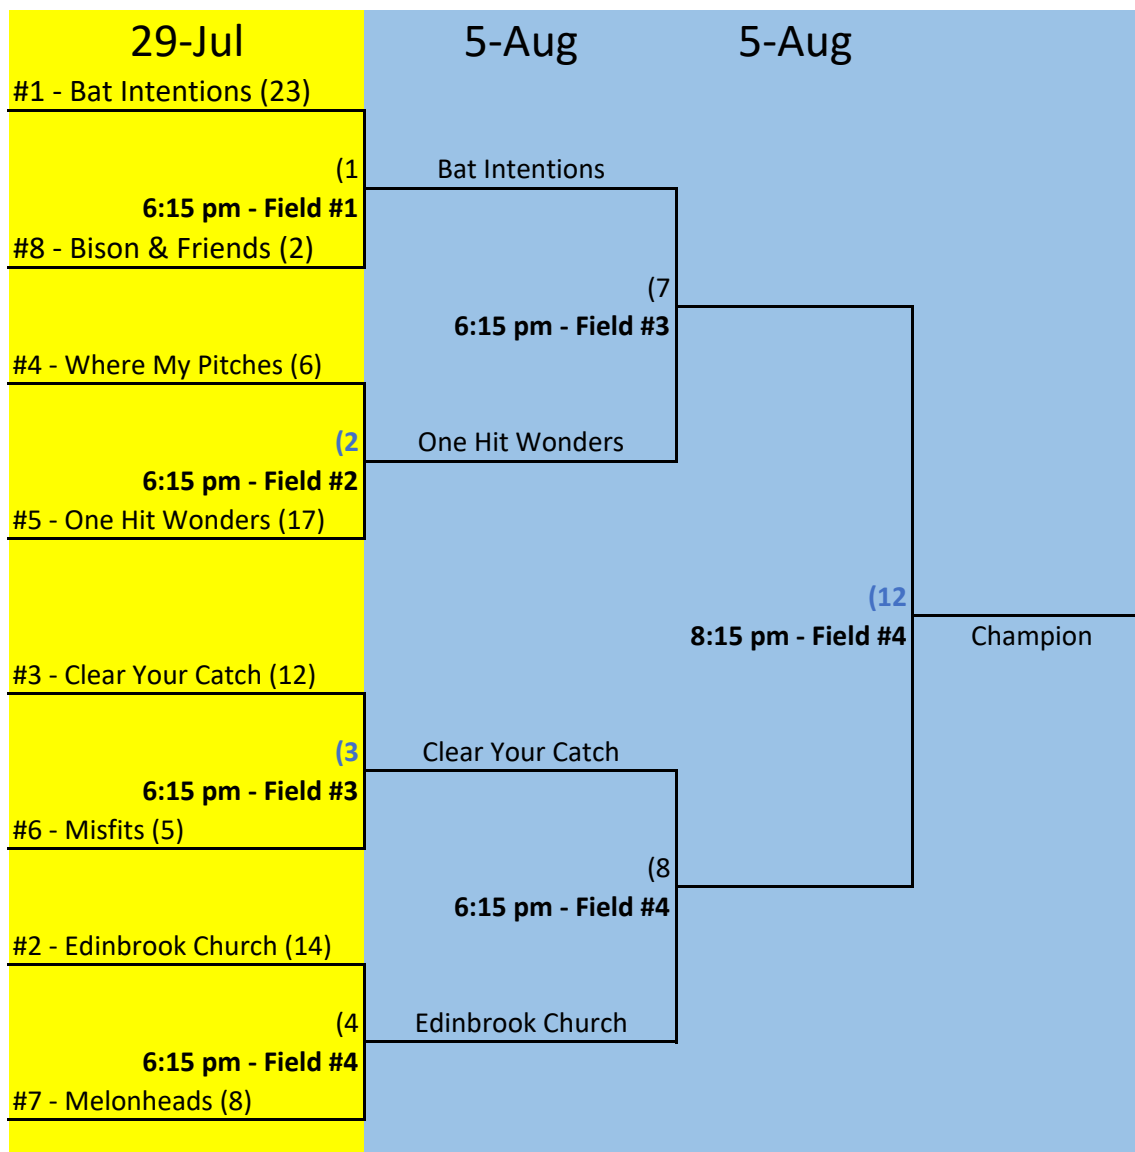 29-Jul
5-Aug
5-Aug
#1 - Bat Intentions (23)
(1
Bat Intentions
6:15 pm - Field #1
#8 - Bison & Friends (2)
(7
6:15 pm - Field #3
#4 - Where My Pitches (6)
(2
One Hit Wonders
6:15 pm - Field #2
#5 - One Hit Wonders (17)
(12
8:15 pm - Field #4
Champion
#3 - Clear Your Catch (12)
(3
Clear Your Catch
6:15 pm - Field #3
#6 - Misfits (5)
(8
6:15 pm - Field #4
#2 - Edinbrook Church (14)
(4
Edinbrook Church
6:15 pm - Field #4
#7 - Melonheads (8)